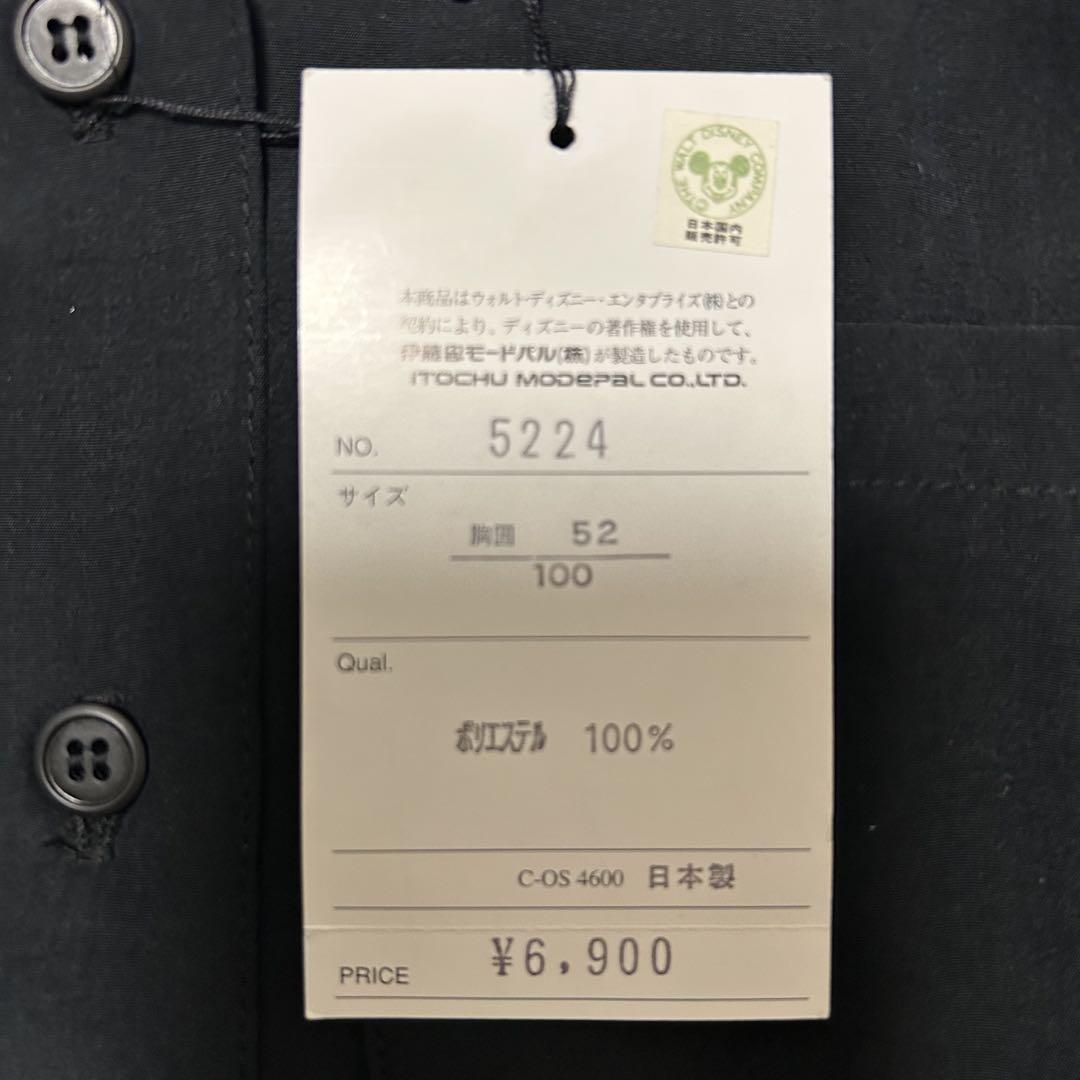 ©THE WALT DISNEY COMPANY
日本国内
販売許可
本商品はウォルト・ディズニー・エンタプライズ(株)との
契約により、ディズニーの著作権を使用して、
伊藤忠モードパル(株)が製造したものです。
ITOCHU MODEPAL CO.,LTD.
NO. 5224
サイズ
胸囲 52
100
Qual.
ポリエステル 100%
C-OS 4600 日本製
PRICE ¥6,900